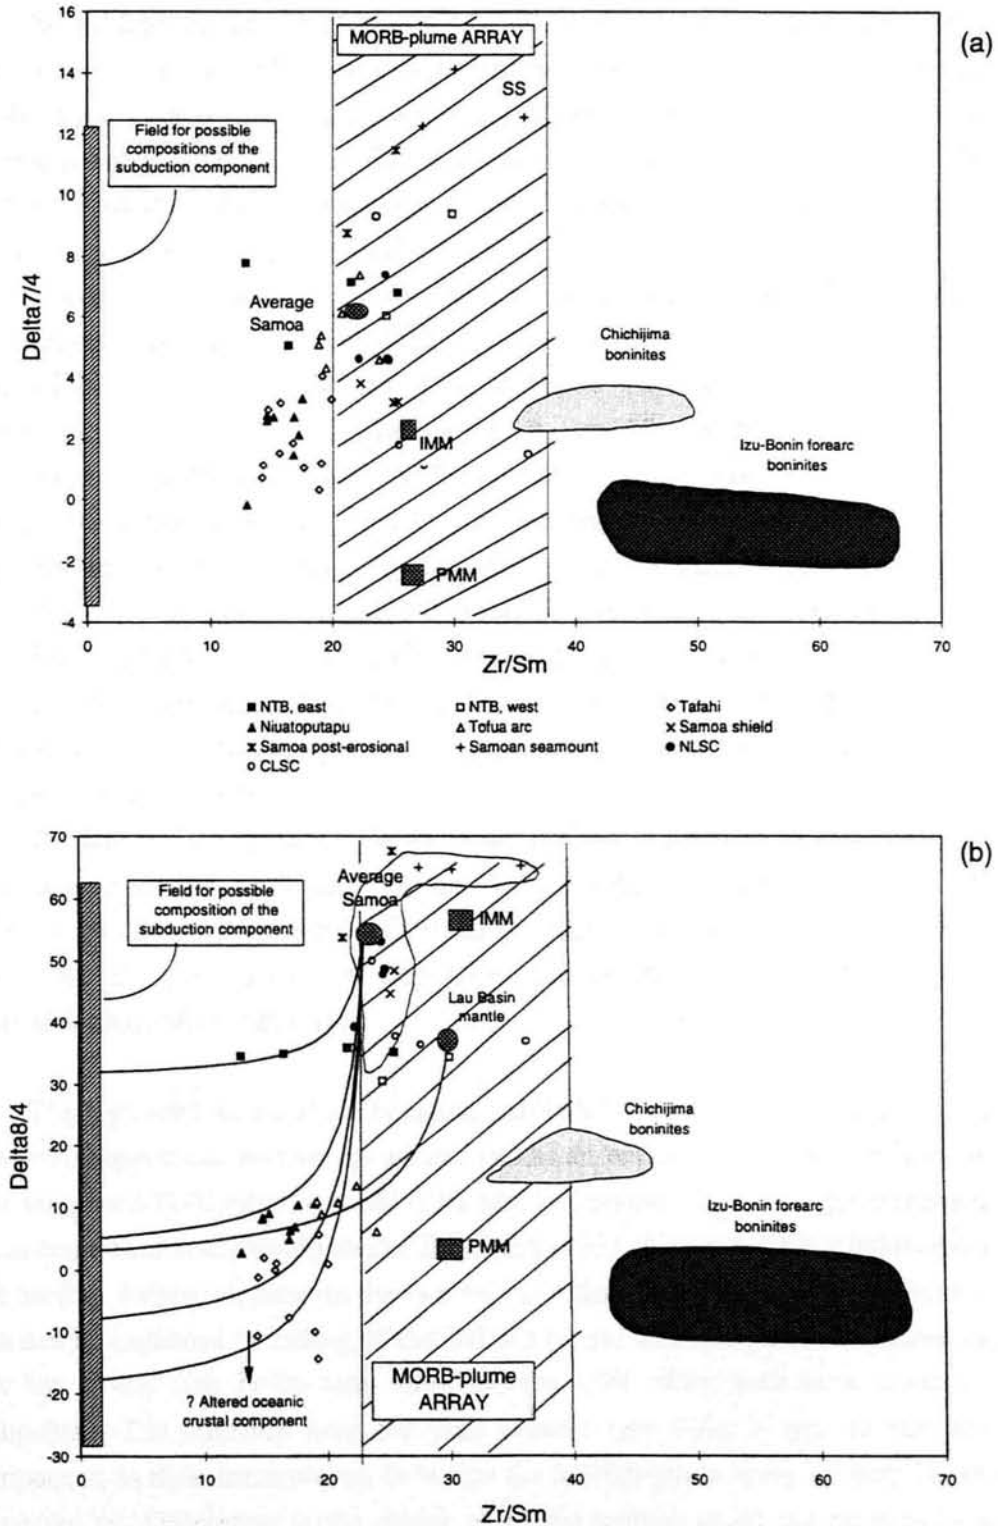 (a)
16
14
12
10
8
6
4
2
0
-2
-4
Delta7/4
MORB-plume ARRAY
SS
Field for possible
compositions of the
subduction component
Average
Samoa
Chichijima
boninites
IMM
Izu-Bonin forearc
boninites
PMM
0 10 20 30 40 50 60 70
Zr/Sm
NTB, east NTB, west Tafahi
Niuatoputapu Tofua arc Samoa shield
Samoa post-erosional Samoan seamount NLSC
CLSC
(b)
70
60
50
40
30
20
10
0
-10
-20
-30
Delta8/4
Field for possible
composition of the
subduction component
Average
Samoa
IMM
Lau Basin
mantle
Chichijima
boninites
Izu-Bonin forearc
boninites
PMM
MORB-plume
ARRAY
? Altered oceanic
crustal component
0 10 20 30 40 50 60 70
Zr/Sm